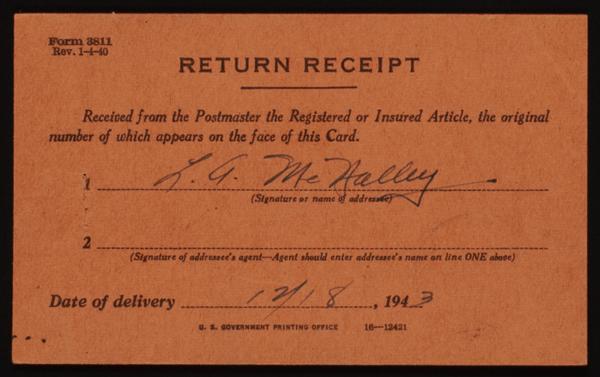 Form 3811
Rev. 1-4-40
RETURN RECEIPT
Received from the Postmaster the Registered or Insured Article, the original
number of which appears on the face of this Card.
1 L. A. McNalley
(Signature or name of addressee)
2
(Signature of addressee's agent—Agent should enter addressee's name on line ONE above)
Date of delivery 12/18, 1943
U. S. GOVERNMENT PRINTING OFFICE 16—12421